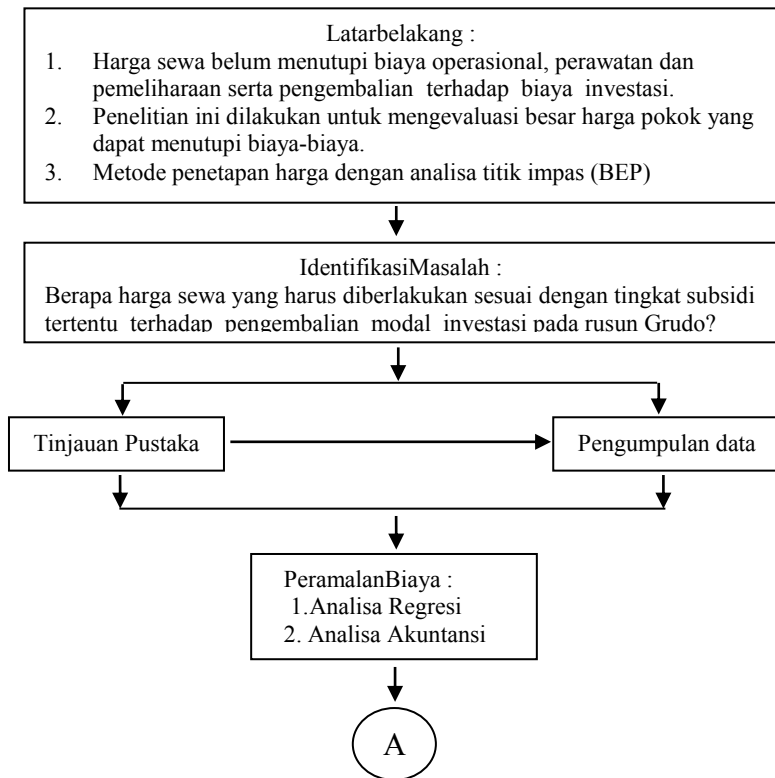 Latarbelakang :
1. Harga sewa belum menutupi biaya operasional, perawatan dan
pemeliharaan serta pengembalian terhadap biaya investasi.
2. Penelitian ini dilakukan untuk mengevaluasi besar harga pokok yang
dapat menutupi biaya-biaya.
3. Metode penetapan harga dengan analisa titik impas (BEP)
IdentifikasiMasalah :
Berapa harga sewa yang harus diberlakukan sesuai dengan tingkat subsidi
tertentu terhadap pengembalian modal investasi pada rusun Grudo?
Tinjauan Pustaka
Pengumpulan data
PeramalanBiaya :
1.Analisa Regresi
2. Analisa Akuntansi
A